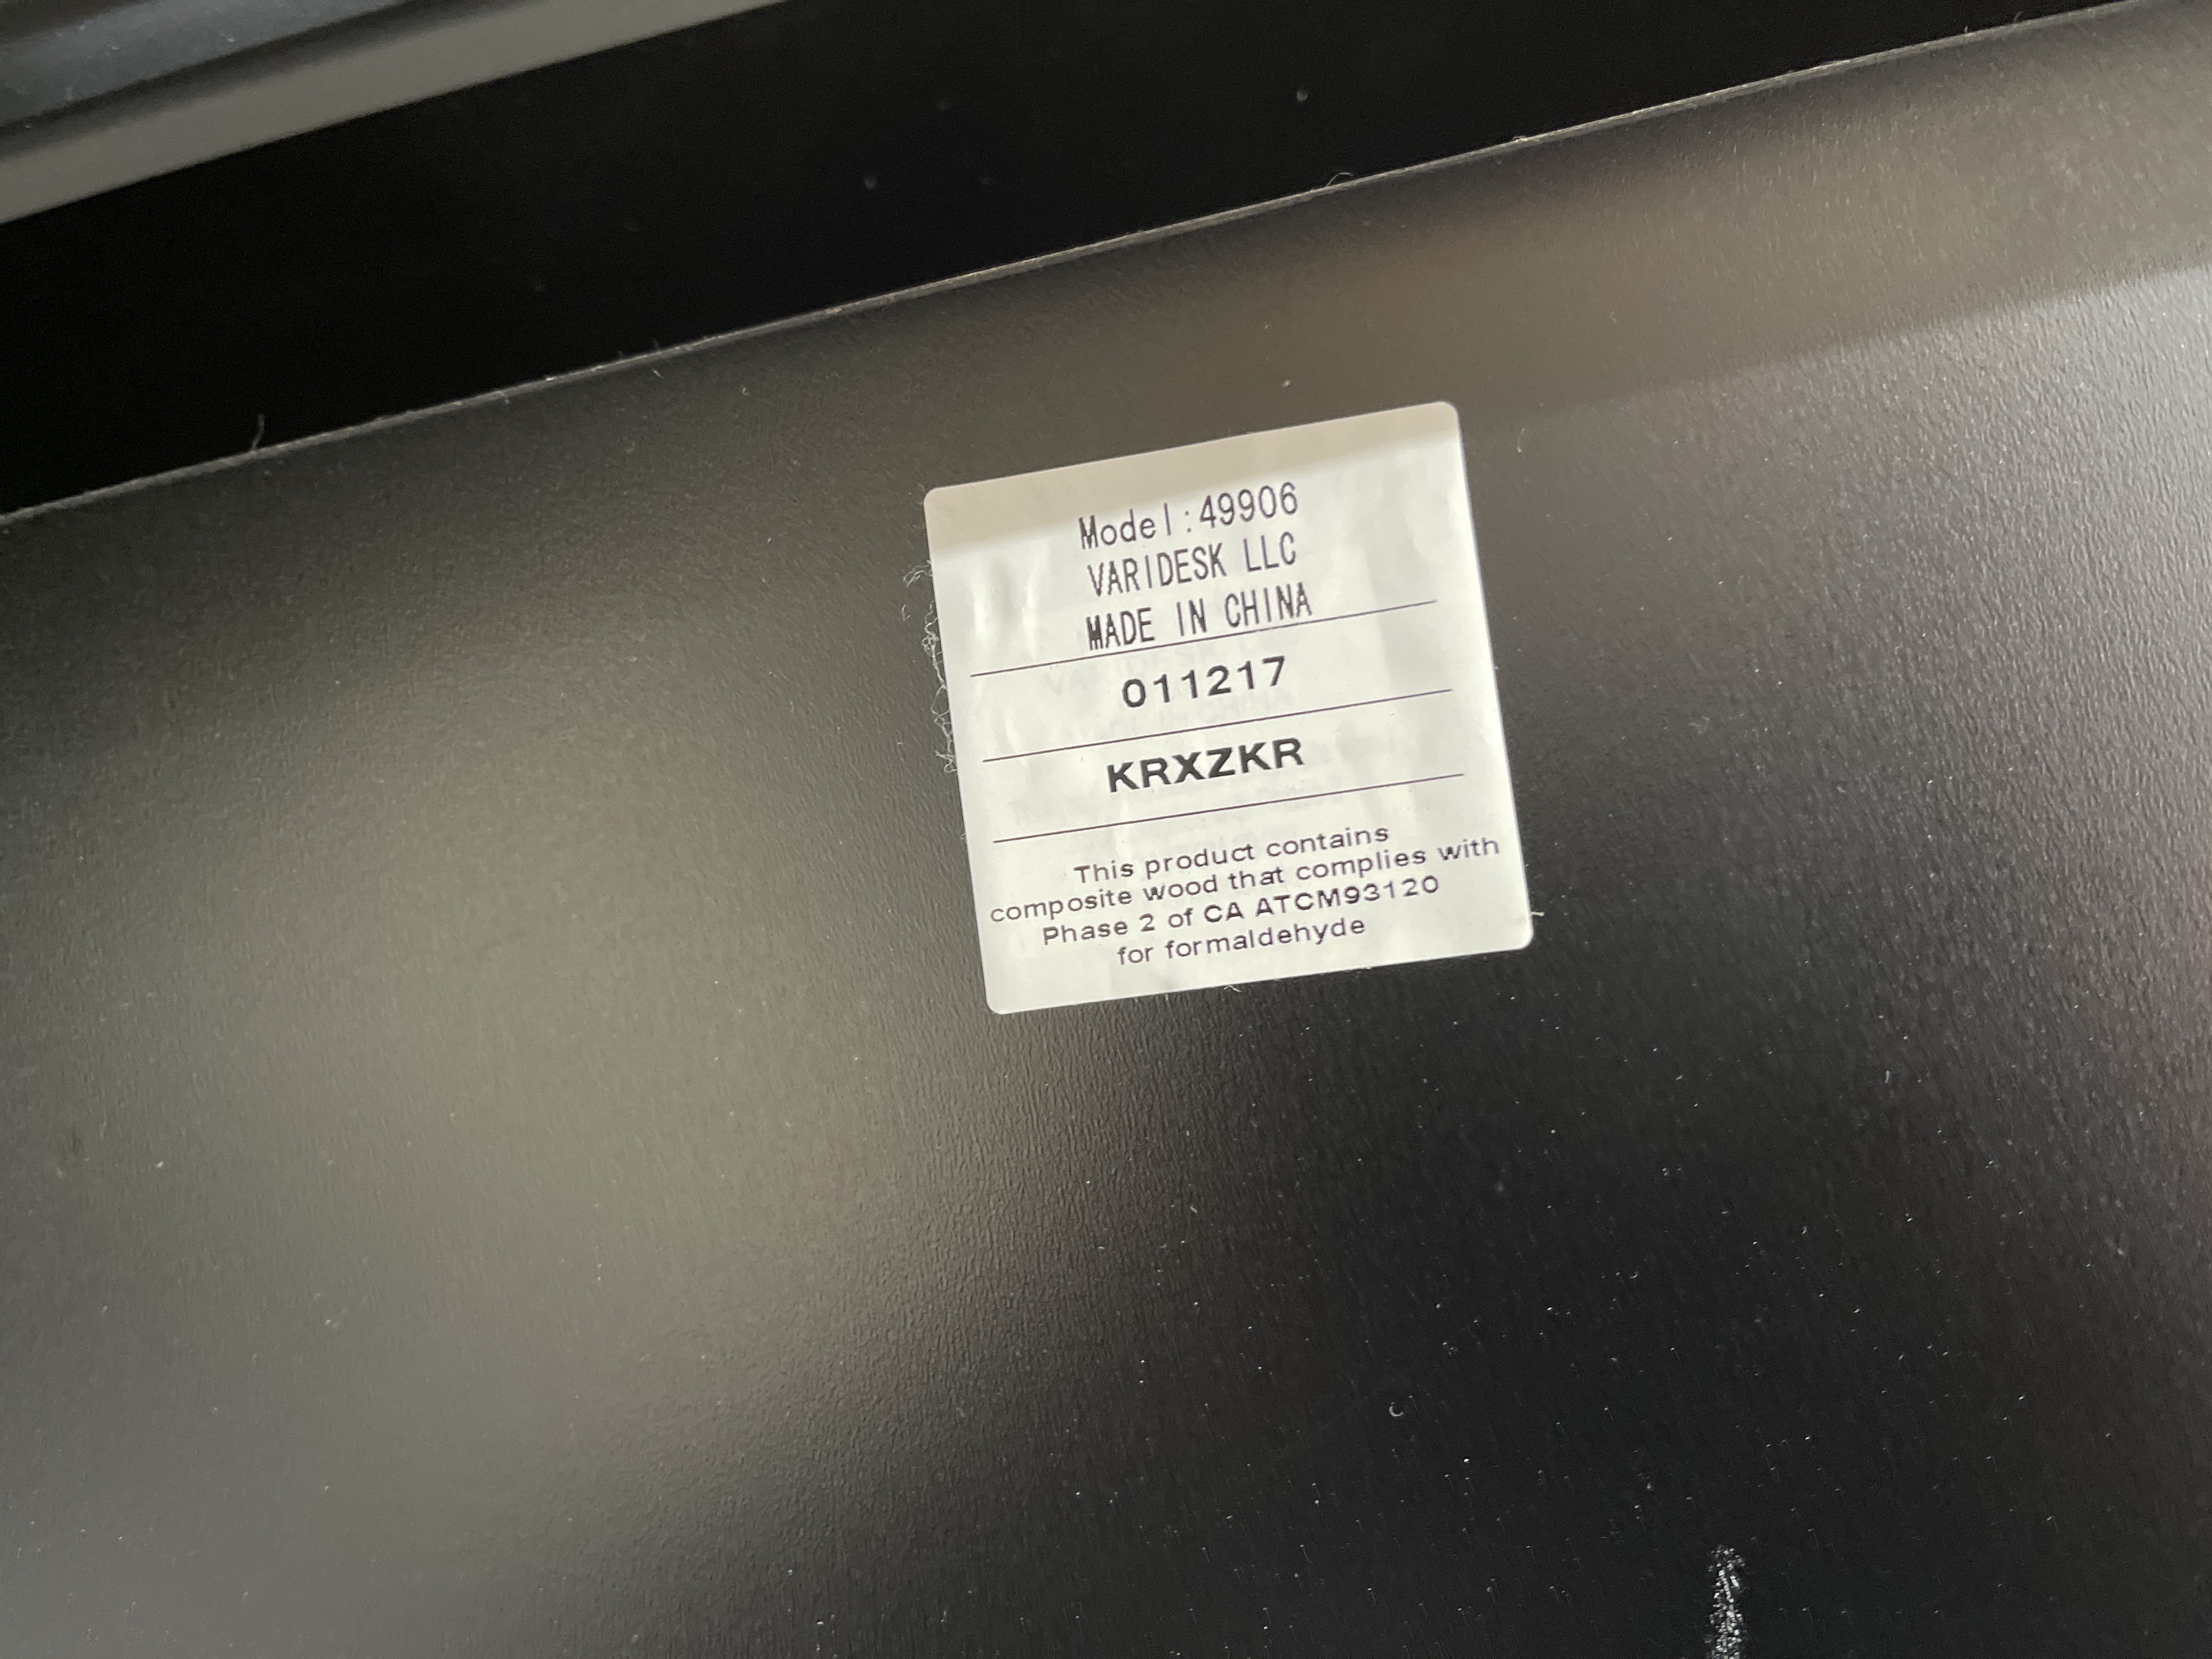 Model:49906
VARIDESK LLC
MADE IN CHINA
011217
KRXZKR
This product contains
composite wood that complies with
Phase 2 of CA ATCM93120
for formaldehyde